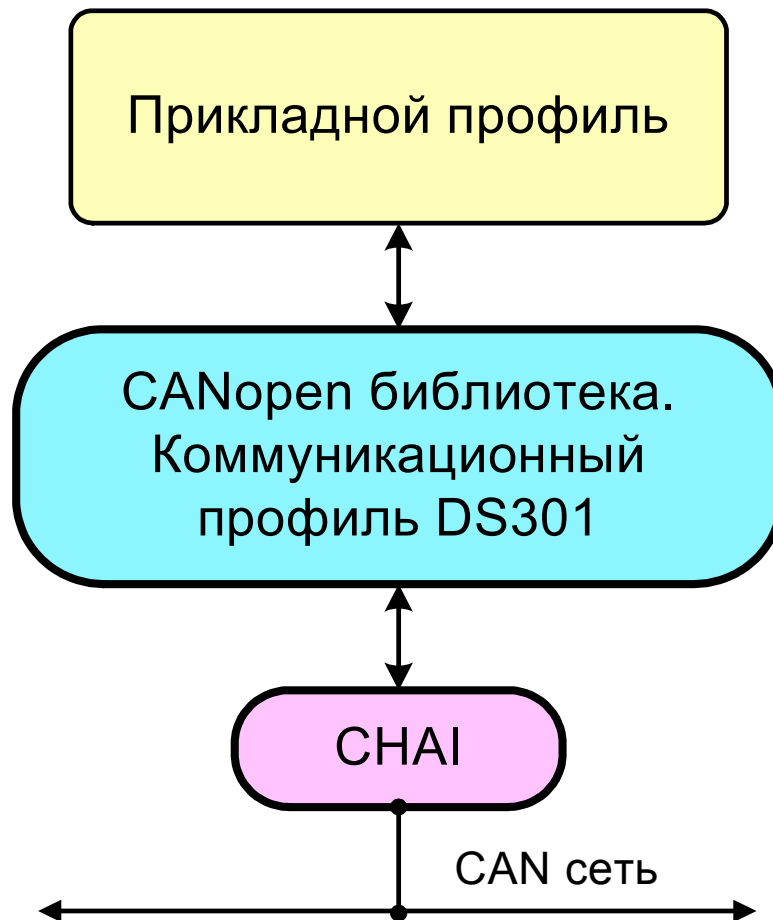 Прикладной профиль
CANopen библиотека.
Коммуникационный
профиль DS301
CHAI
CAN сеть